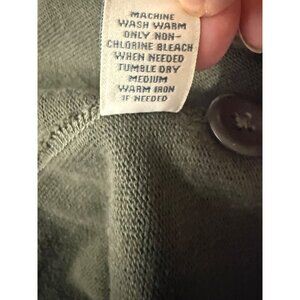 MACHINE
WASH WARM
ONLY NON-
CHLORINE BLEACH
WHEN NEEDED
TUMBLE DRY
MEDIUM
WARM IRON
IF NEEDED